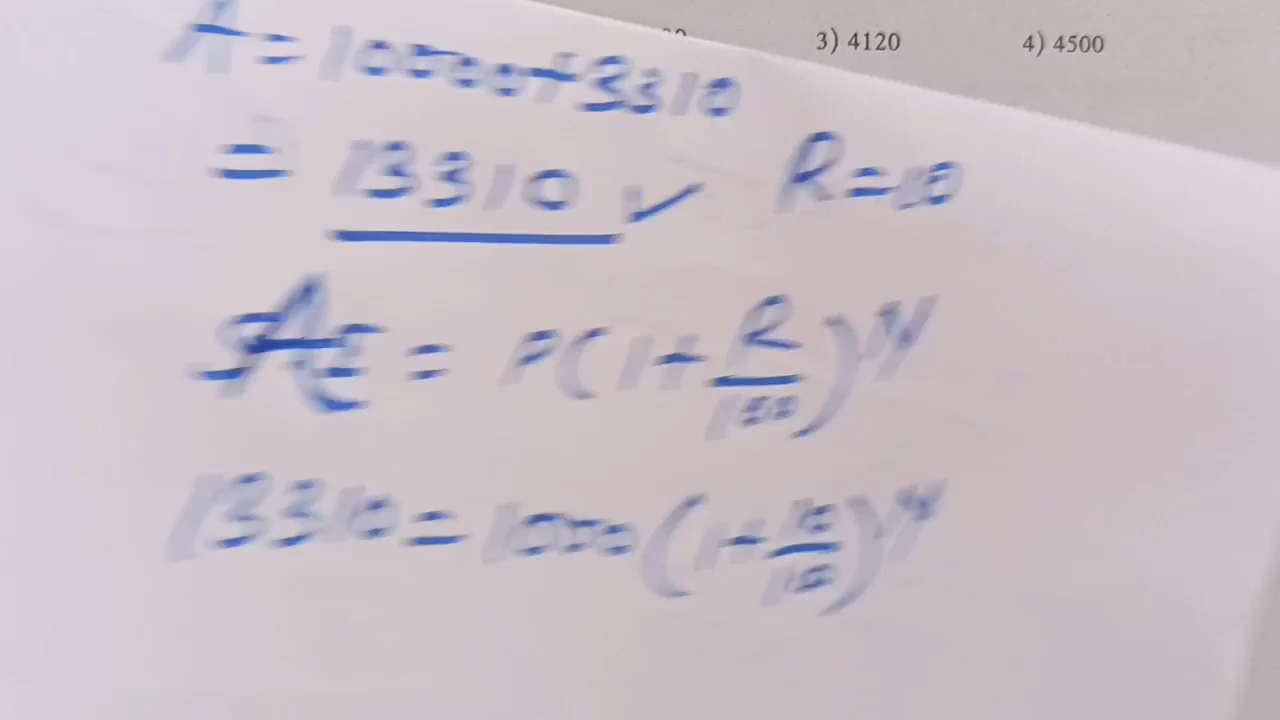 3) 4120 4) 4500
A = 10000+3310
= 13310 ✓ R=10
= P(1+R/100)^y
13310 = 10000(1+10/100)^y